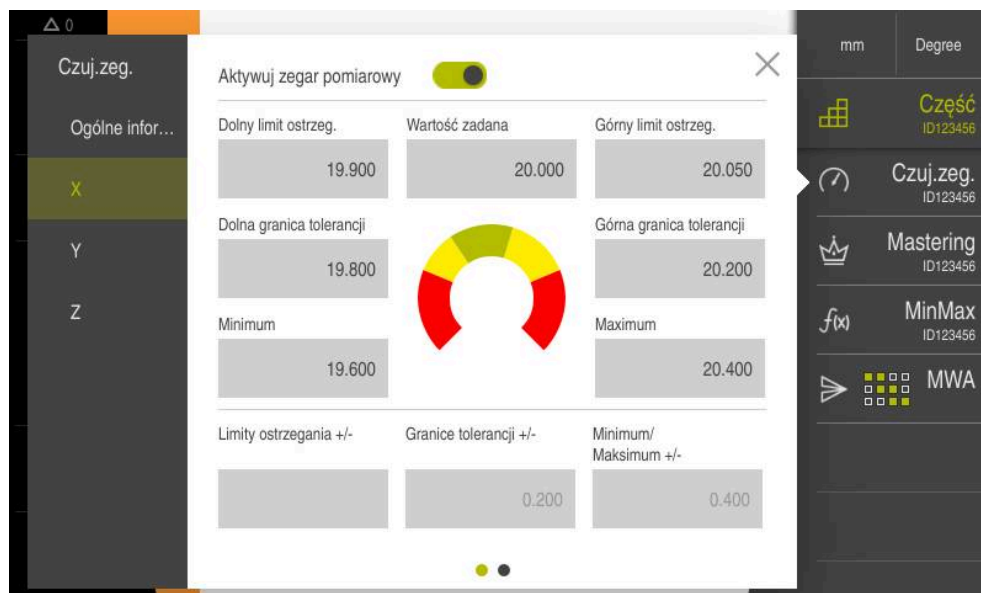 0
Czuj.zeg.
Ogólne infor...
X
Y
Z
Aktywuj zegar pomiarowy
Dolny limit ostrzeg.
Wartość zadana
Górny limit ostrzeg.
19.900
20.000
20.050
Dolna granica tolerancji
Górna granica tolerancji
19.800
20.200
Minimum
Maximum
19.600
20.400
Limity ostrzegania +/-
Granice tolerancji +/-
Minimum/
Maksimum +/-
0.200
0.400
mm
Degree
Część
ID123456
Czuj.zeg.
ID123456
Mastering
ID123456
f(x)
MinMax
ID123456
MWA